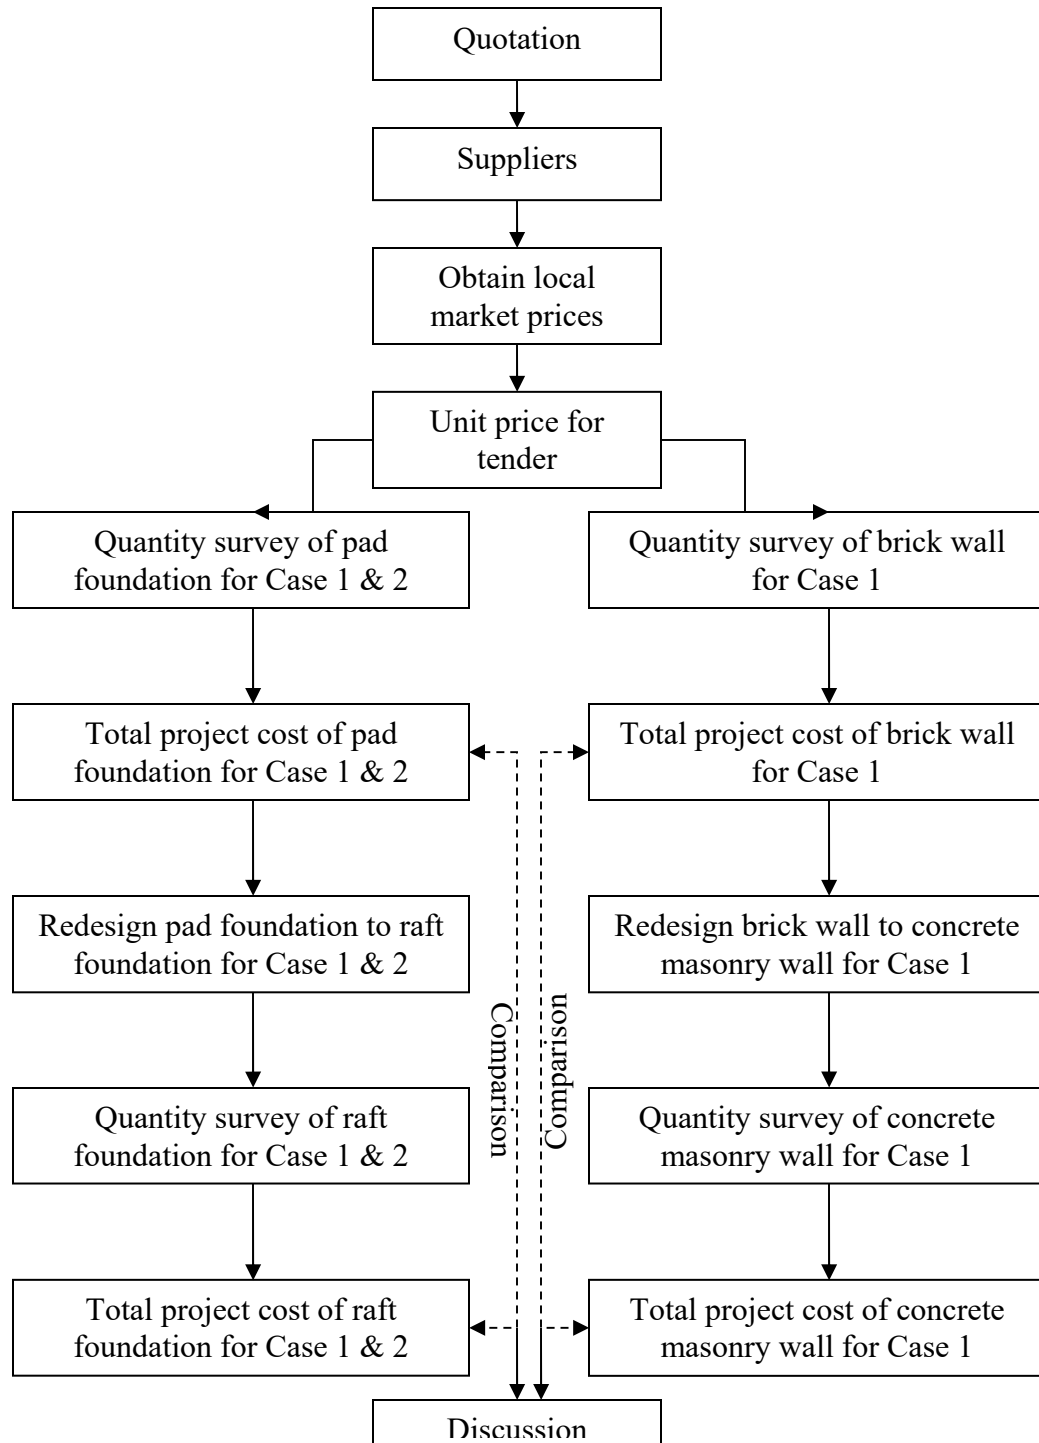 Quotation
Suppliers
Obtain local
market prices
Unit price for
tender
Quantity survey of pad
foundation for Case 1 & 2
Quantity survey of brick wall
for Case 1
Total project cost of pad
foundation for Case 1 & 2
Total project cost of brick wall
for Case 1
Redesign pad foundation to raft
foundation for Case 1 & 2
Redesign brick wall to concrete
masonry wall for Case 1
Comparison
Comparison
Quantity survey of raft
foundation for Case 1 & 2
Quantity survey of concrete
masonry wall for Case 1
Total project cost of raft
foundation for Case 1 & 2
Total project cost of concrete
masonry wall for Case 1
Discussion